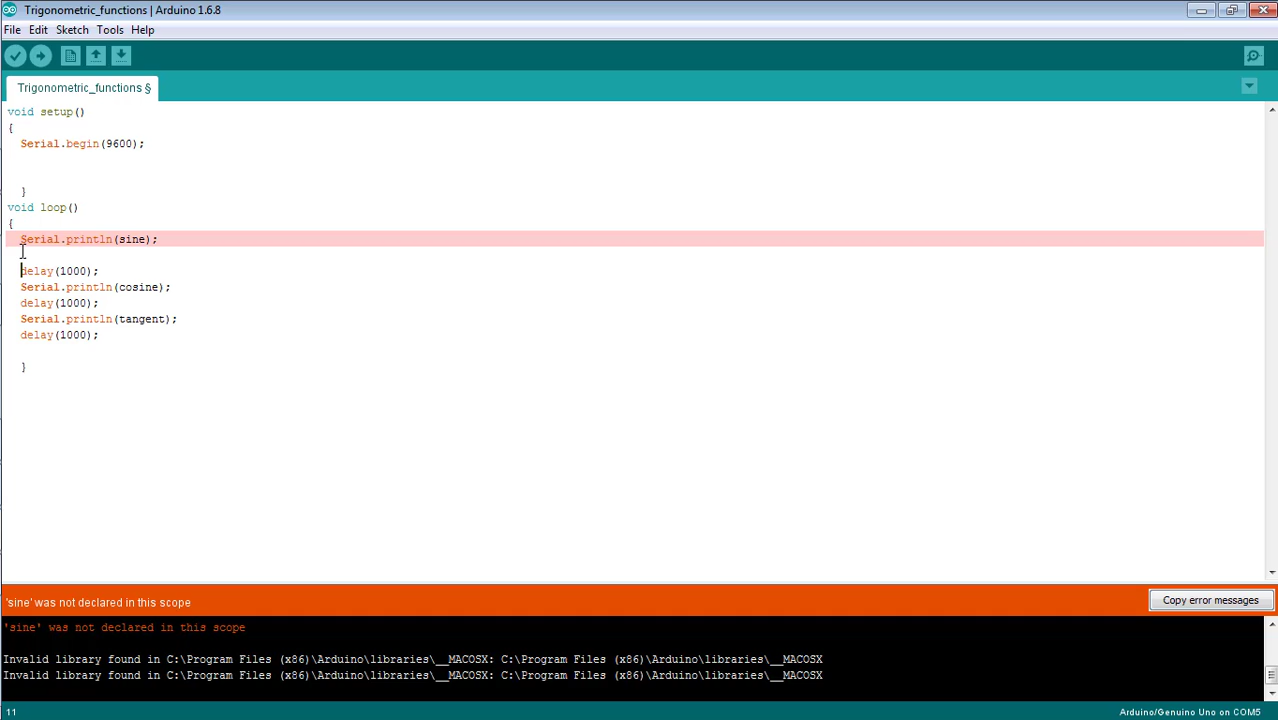 Trigonometric_functions | Arduino 1.6.8
File Edit Sketch Tools Help
Trigonometric_functions §
void setup()
{
Serial.begin(9600);
}
void loop()
{
Serial.println(sine);
delay(1000);
Serial.println(cosine);
delay(1000);
Serial.println(tangent);
delay(1000);
}
'sine' was not declared in this scope
Copy error messages
'sine' was not declared in this scope
Invalid library found in C:\Program Files (x86)\Arduino\libraries\__MACOSX: C:\Program Files (x86)\Arduino\libraries\__MACOSX
Invalid library found in C:\Program Files (x86)\Arduino\libraries\__MACOSX: C:\Program Files (x86)\Arduino\libraries\__MACOSX
11
Arduino/Genuino Uno on COM5